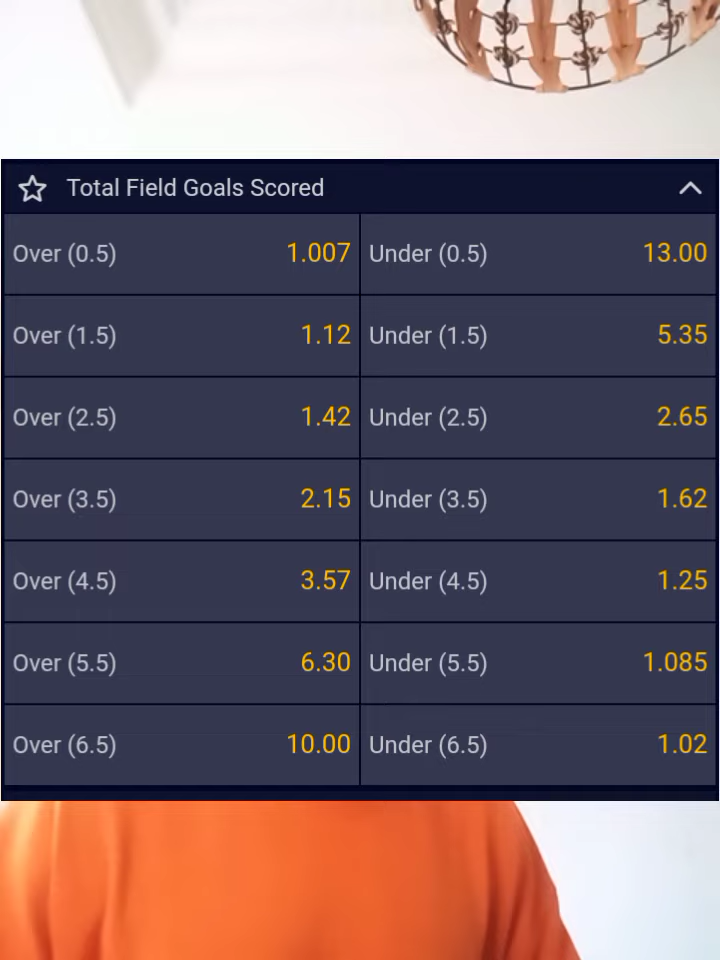 Total Field Goals Scored
Over (0.5) 1.007 Under (0.5) 13.00
Over (1.5) 1.12 Under (1.5) 5.35
Over (2.5) 1.42 Under (2.5) 2.65
Over (3.5) 2.15 Under (3.5) 1.62
Over (4.5) 3.57 Under (4.5) 1.25
Over (5.5) 6.30 Under (5.5) 1.085
Over (6.5) 10.00 Under (6.5) 1.02